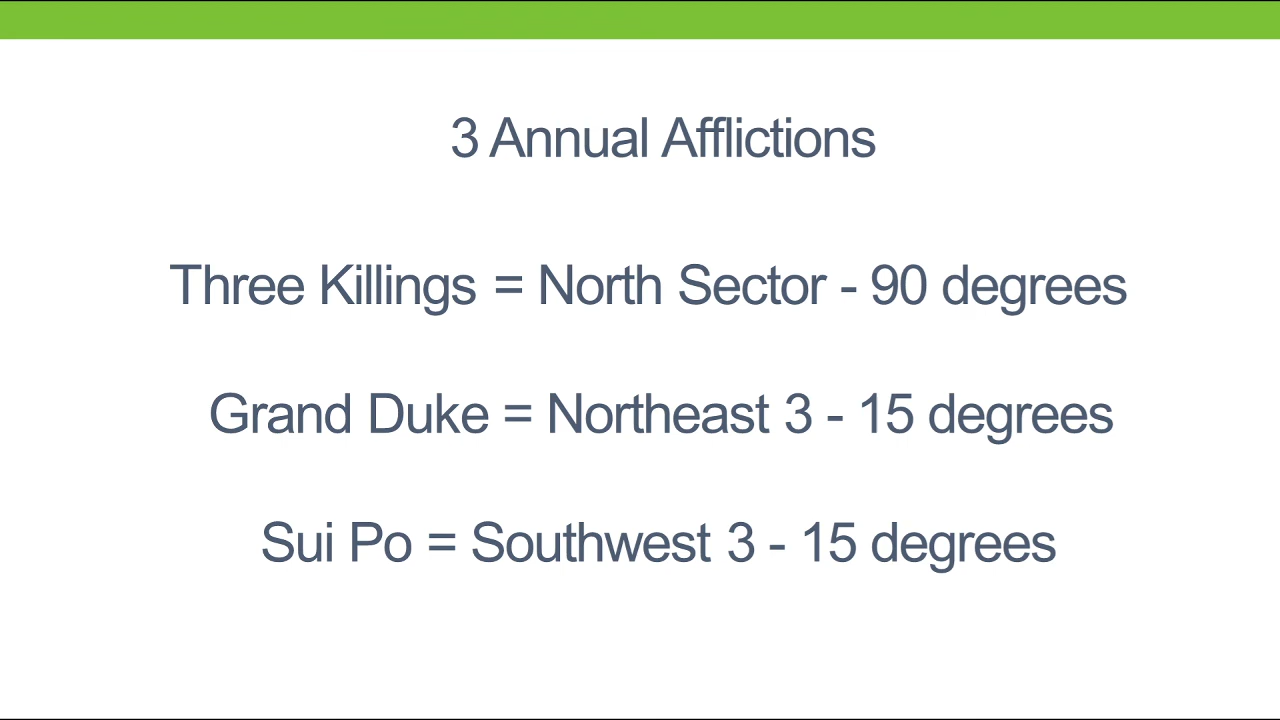 3 Annual Afflictions
Three Killings = North Sector - 90 degrees
Grand Duke = Northeast 3 - 15 degrees
Sui Po = Southwest 3 - 15 degrees